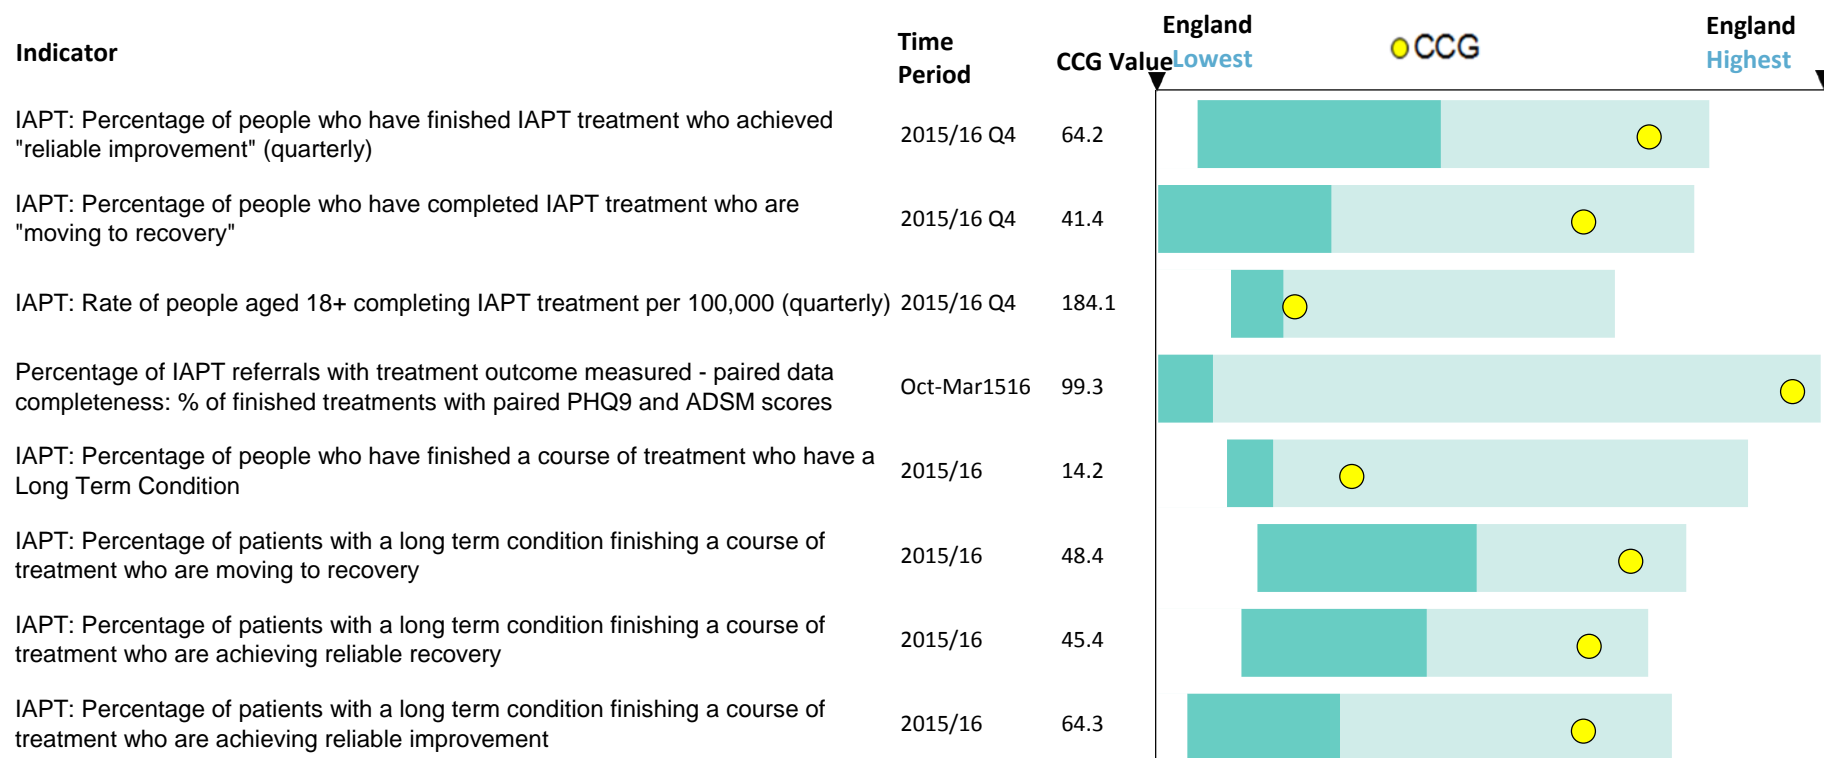 Indicator
Time
Period
CCG Value
England
Lowest
CCG
England
Highest
IAPT: Percentage of people who have finished IAPT treatment who achieved
"reliable improvement" (quarterly)
2015/16 Q4
64.2
IAPT: Percentage of people who have completed IAPT treatment who are
"moving to recovery"
2015/16 Q4
41.4
IAPT: Rate of people aged 18+ completing IAPT treatment per 100,000 (quarterly)
2015/16 Q4
184.1
Percentage of IAPT referrals with treatment outcome measured - paired data
completeness: % of finished treatments with paired PHQ9 and ADSM scores
Oct-Mar1516
99.3
IAPT: Percentage of people who have finished a course of treatment who have a
Long Term Condition
2015/16
14.2
IAPT: Percentage of patients with a long term condition finishing a course of
treatment who are moving to recovery
2015/16
48.4
IAPT: Percentage of patients with a long term condition finishing a course of
treatment who are achieving reliable recovery
2015/16
45.4
IAPT: Percentage of patients with a long term condition finishing a course of
treatment who are achieving reliable improvement
2015/16
64.3